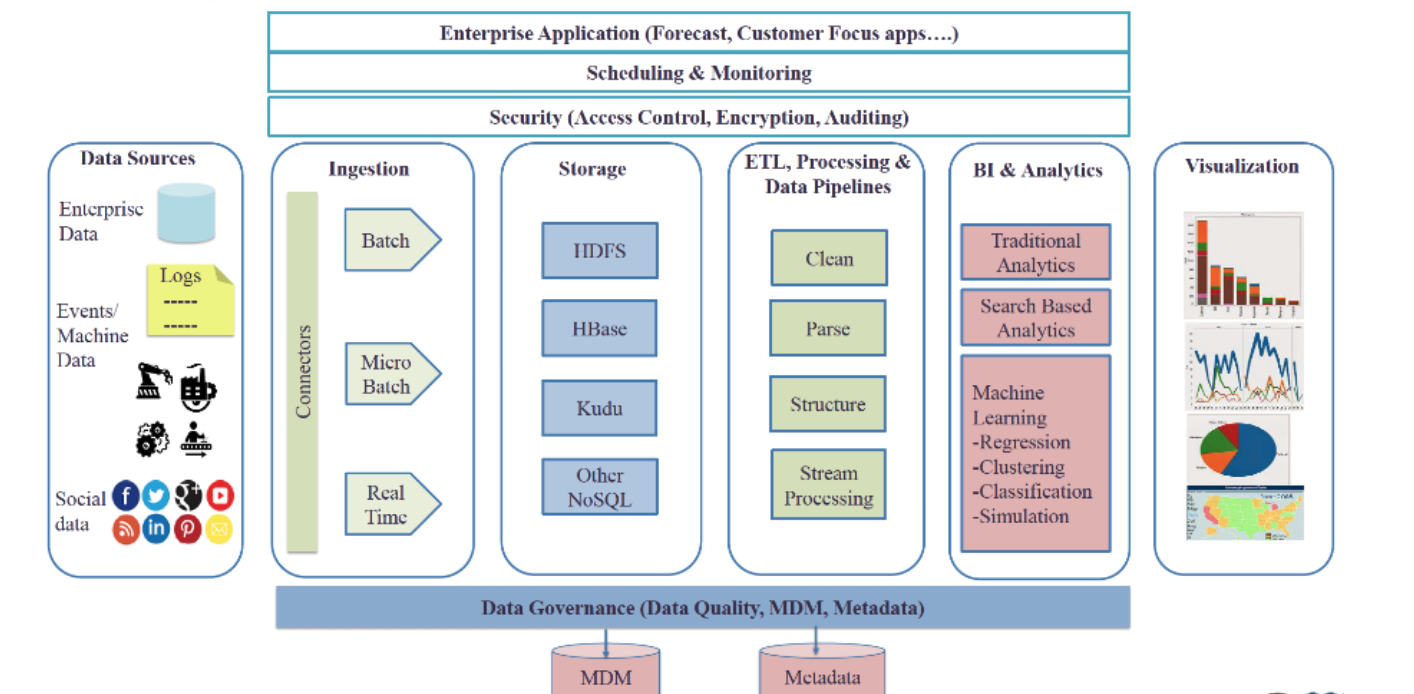 Enterprise Application (Forecast, Customer Focus apps….)
Scheduling & Monitoring
Security (Access Control, Encryption, Auditing)
Data Sources
Enterprise
Data
Logs
-----
-----
Events/
Machine
Data
Social
data
Ingestion
Connectors
Batch
Micro
Batch
Real
Time
Storage
HDFS
HBase
Kudu
Other
NoSQL
ETL, Processing &
Data Pipelines
Clean
Parse
Structure
Stream
Processing
BI & Analytics
Traditional
Analytics
Search Based
Analytics
Machine
Learning
-Regression
-Clustering
-Classification
-Simulation
Visualization
Data Governance (Data Quality, MDM, Metadata)
MDM
Metadata